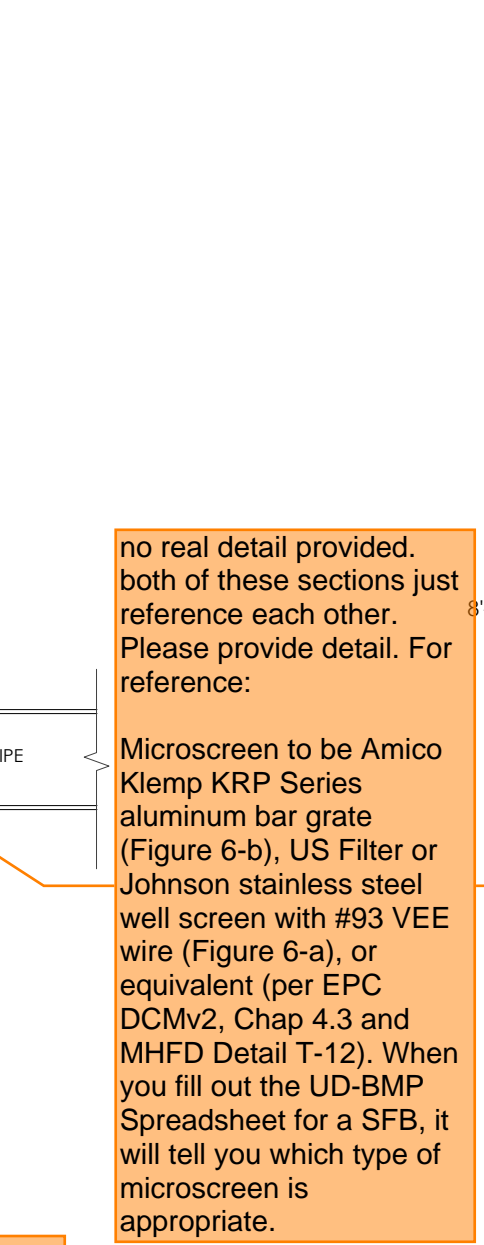 no real detail provided.
both of these sections just
reference each other.
Please provide detail. For
reference:
Microscreen to be Amico
Klemp KRP Series
aluminum bar grate
(Figure 6-b), US Filter or
Johnson stainless steel
well screen with #93 VEE
wire (Figure 6-a), or
equivalent (per EPC
DCMv2, Chap 4.3 and
MHFD Detail T-12). When
you fill out the UD-BMP
Spreadsheet for a SFB, it
will tell you which type of
microscreen is
appropriate.
8'
IPE